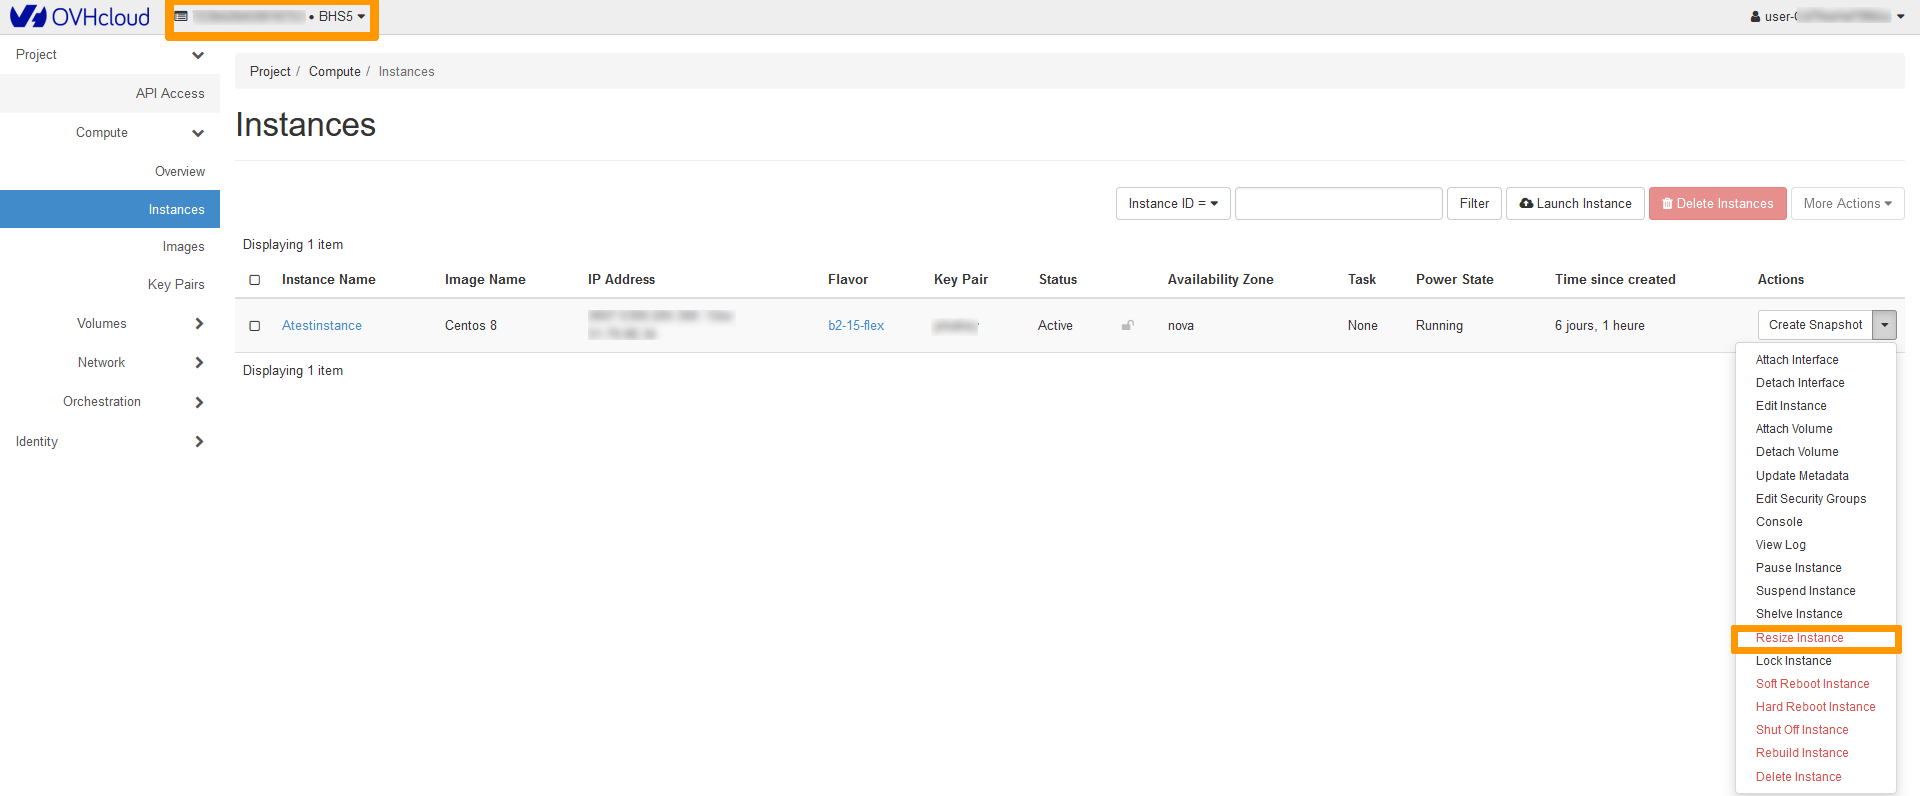 OVHcloud
• BHS5
user-
Project
API Access
Compute
Overview
Instances
Images
Key Pairs
Volumes
Network
Orchestration
Identity
Project / Compute / Instances
Instances
Instance ID =
Filter
Launch Instance
Delete Instances
More Actions
Displaying 1 item
Instance Name Image Name IP Address Flavor Key Pair Status Availability Zone Task Power State Time since created Actions
Atestinstance Centos 8 b2-15-flex Active nova None Running 6 jours, 1 heure Create Snapshot
Displaying 1 item
Attach Interface
Detach Interface
Edit Instance
Attach Volume
Detach Volume
Update Metadata
Edit Security Groups
Console
View Log
Pause Instance
Suspend Instance
Shelve Instance
Resize Instance
Lock Instance
Soft Reboot Instance
Hard Reboot Instance
Shut Off Instance
Rebuild Instance
Delete Instance